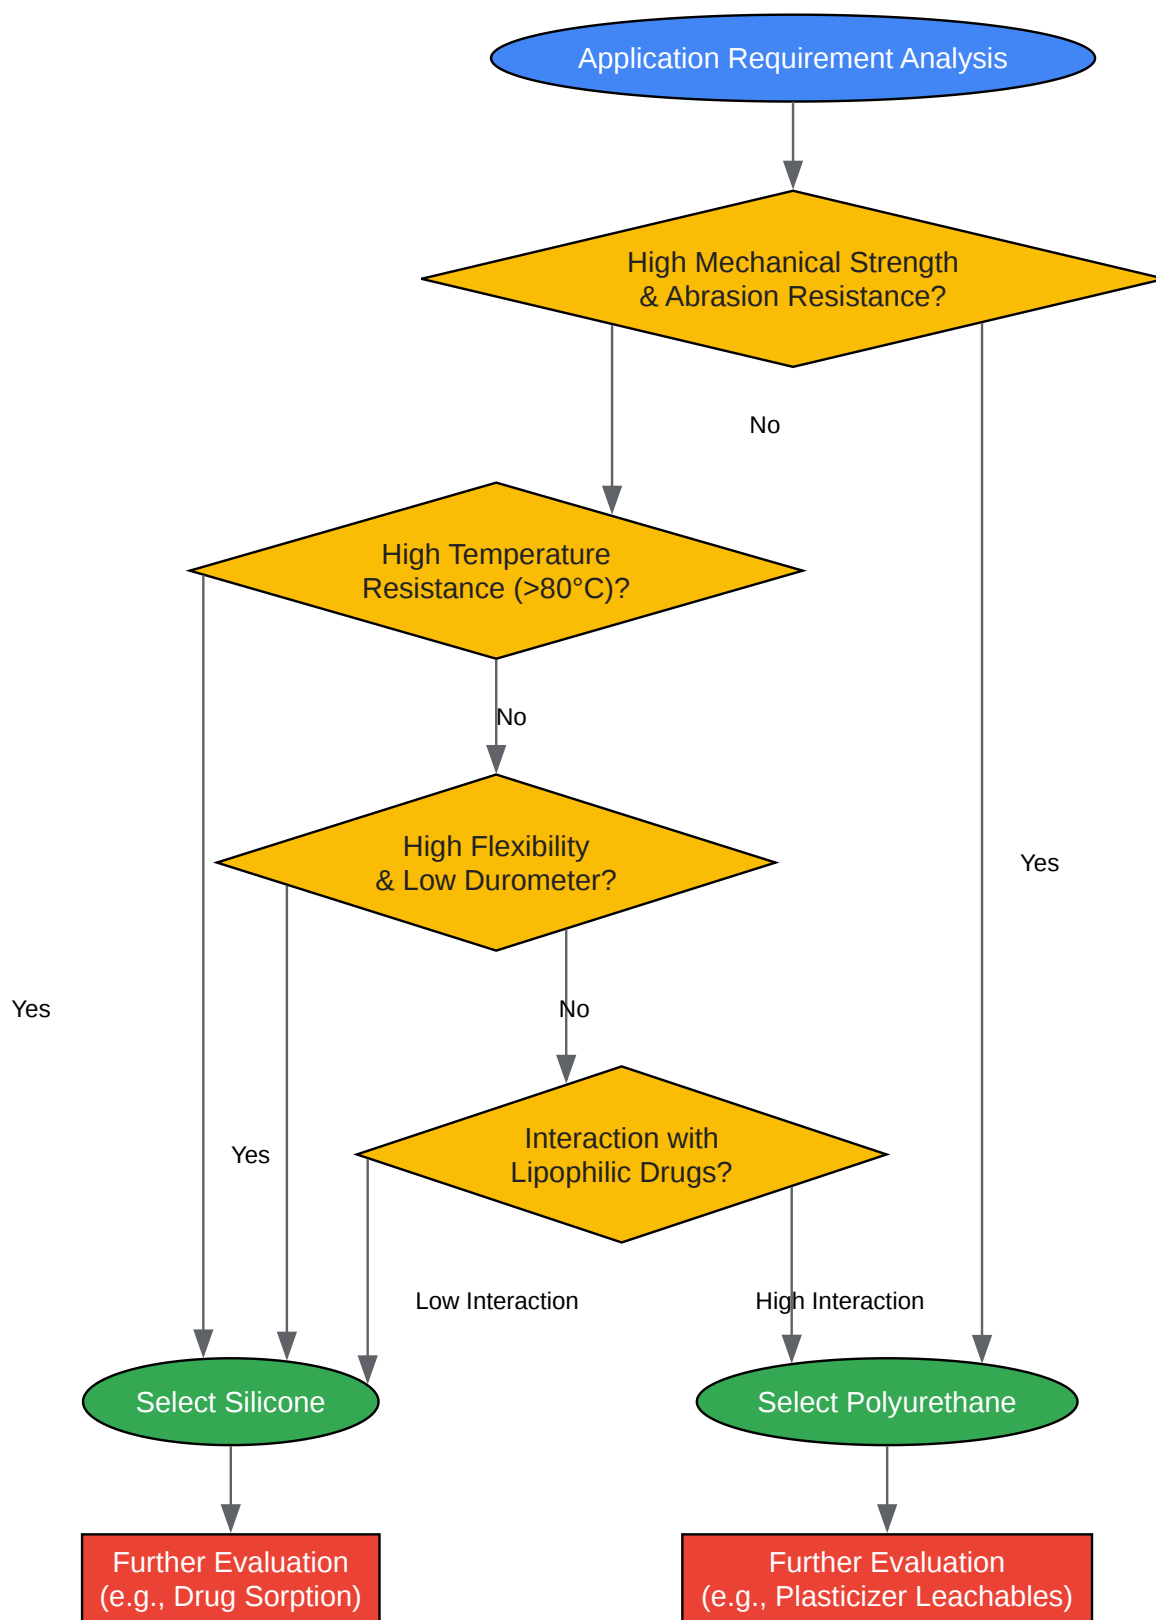 Application Requirement Analysis
High Mechanical Strength
& Abrasion Resistance?
No
High Temperature
Resistance (>80°C)?
No
High Flexibility
& Low Durometer?
Yes
Yes
No
Interaction with
Lipophilic Drugs?
Yes
Low Interaction
High Interaction
Select Silicone
Select Polyurethane
Further Evaluation
(e.g., Drug Sorption)
Further Evaluation
(e.g., Plasticizer Leachables)